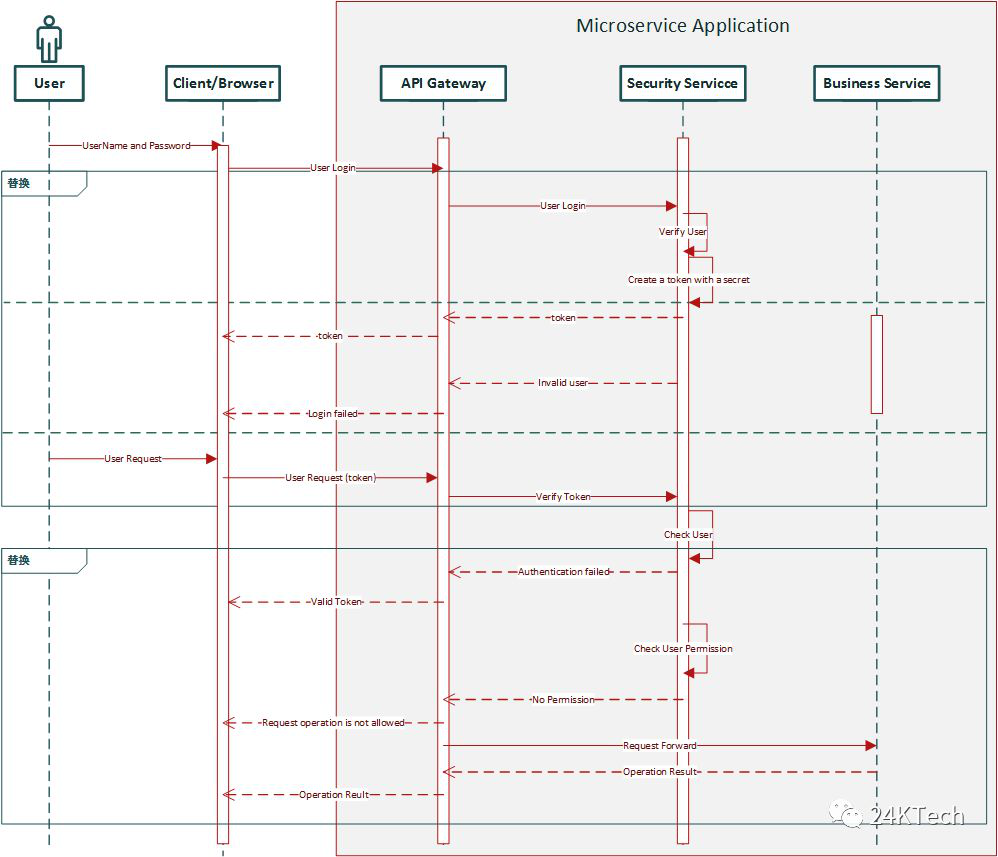 Microservice Application
User
Client/Browser
API Gateway
Security Servicce
Business Service
UserName and Password
User Login
替换
User Login
Verify User
Create a token with a secret
token
token
Invalid user
Login failed
User Request
User Request (token)
Verify Token
Check User
替换
Authentication failed
Valid Token
Check User Permission
No Permission
Request operation is not allowed
Request Forward
Operation Result
Operation Reult
24KTech